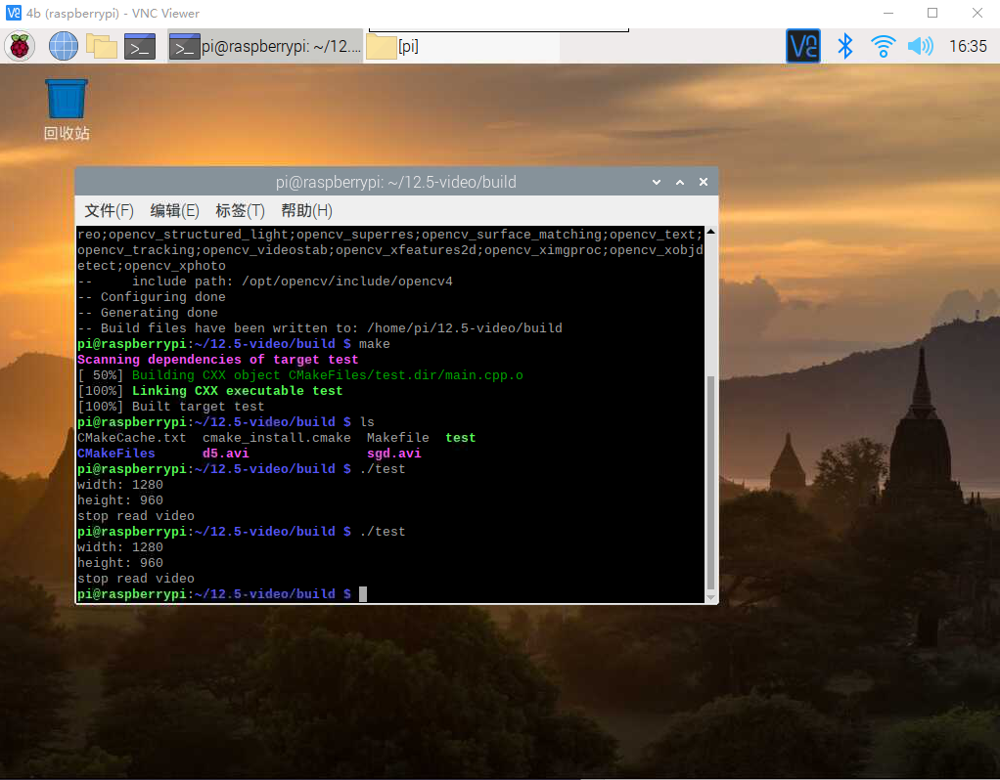 4b (raspberrypi) - VNC Viewer
pi@raspberrypi: ~/12.... [pi] 16:35
回收站
pi@raspberrypi: ~/12.5-video/build
文件(F) 编辑(E) 标签(T) 帮助(H)
reo;opencv_structured_light;opencv_superres;opencv_surface_matching;opencv_text;
opencv_tracking;opencv_videostab;opencv_xfeatures2d;opencv_ximgproc;opencv_xobjd
etect;opencv_xphoto
--     include path: /opt/opencv/include/opencv4
-- Configuring done
-- Generating done
-- Build files have been written to: /home/pi/12.5-video/build
pi@raspberrypi:~/12.5-video/build $ make
Scanning dependencies of target test
[ 50%] Building CXX object CMakeFiles/test.dir/main.cpp.o
[100%] Linking CXX executable test
[100%] Built target test
pi@raspberrypi:~/12.5-video/build $ ls
CMakeCache.txt  cmake_install.cmake  Makefile  test
CMakeFiles      d5.avi               sgd.avi
pi@raspberrypi:~/12.5-video/build $ ./test
width: 1280
height: 960
stop read video
pi@raspberrypi:~/12.5-video/build $ ./test
width: 1280
height: 960
stop read video
pi@raspberrypi:~/12.5-video/build $